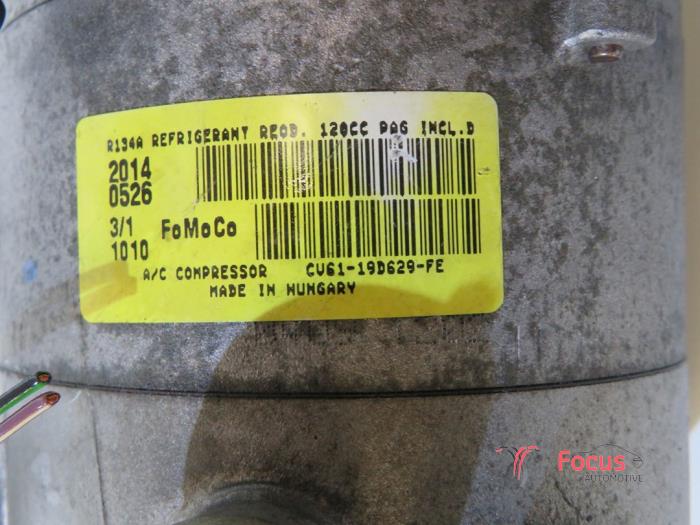 R134A REFRIGERANT REQD. 120CC PAG INCL.D
2014
0526
3/1 FoMoCo
1010
A/C COMPRESSOR CV61-19D629-FE
MADE IN HUNGARY
Focus
AUTOMOTIVE